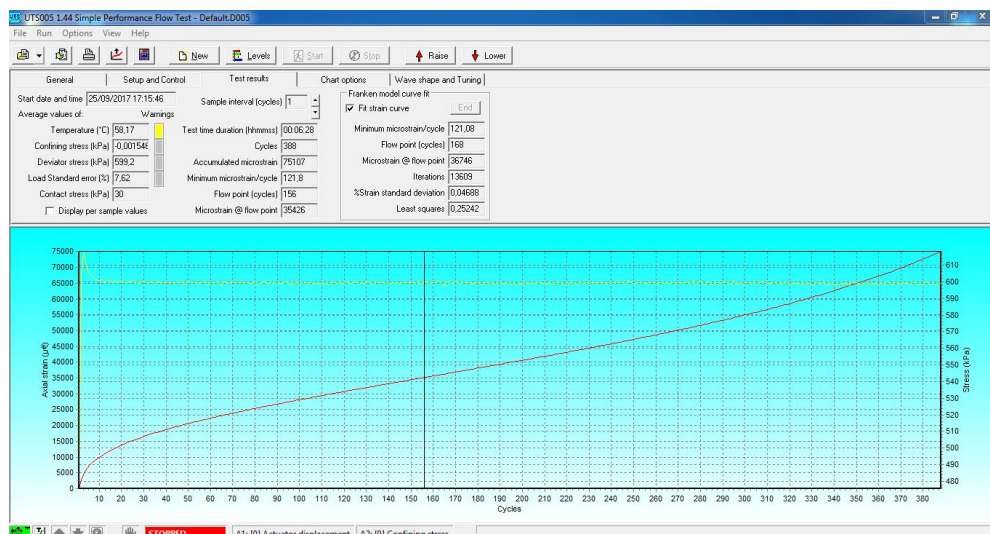 UTS005 1.44 Simple Performance Flow Test - Default.D005
File Run Options View Help
New Levels Start Stop Raise Lower
General Setup and Control Test results Chart options Wave shape and Tuning
Start date and time 25/09/2017 17:15:46
Average values of: Warnings
Temperature (°C) 58,17
Confining stress (kPa) -0,001546
Deviator stress (kPa) 599,2
Load Standard error (%) 7,62
Contact stress (kPa) 30
Display per sample values
Sample interval (cycles) 1
Test time duration (hhmmss) 00:06:28
Cycles 388
Accumulated microstrain 75107
Minimum microstrain/cycle 121,8
Flow point (cycles) 156
Microstrain @ flow point 35426
Franken model curve fit
Fit strain curve End
Minimum microstrain/cycle 121,08
Flow point (cycles) 168
Microstrain @ flow point 36746
Iterations 13609
%Strain standard deviation 0,04688
Least squares 0,25242
Axial strain (µε)
75000
70000
65000
60000
55000
50000
45000
40000
35000
30000
25000
20000
15000
10000
5000
0
10 20 30 40 50 60 70 80 90 100 110 120 130 140 150 160 170 180 190 200 210 220 230 240 250 260 270 280 290 300 310 320 330 340 350 360 370 380
Cycles
610
600
590
580
570
560
550
540
530
520
510
500
490
480
Stress (kPa)
STOPPED A1: [0] Actuator displacement A2: [0] Confining stress